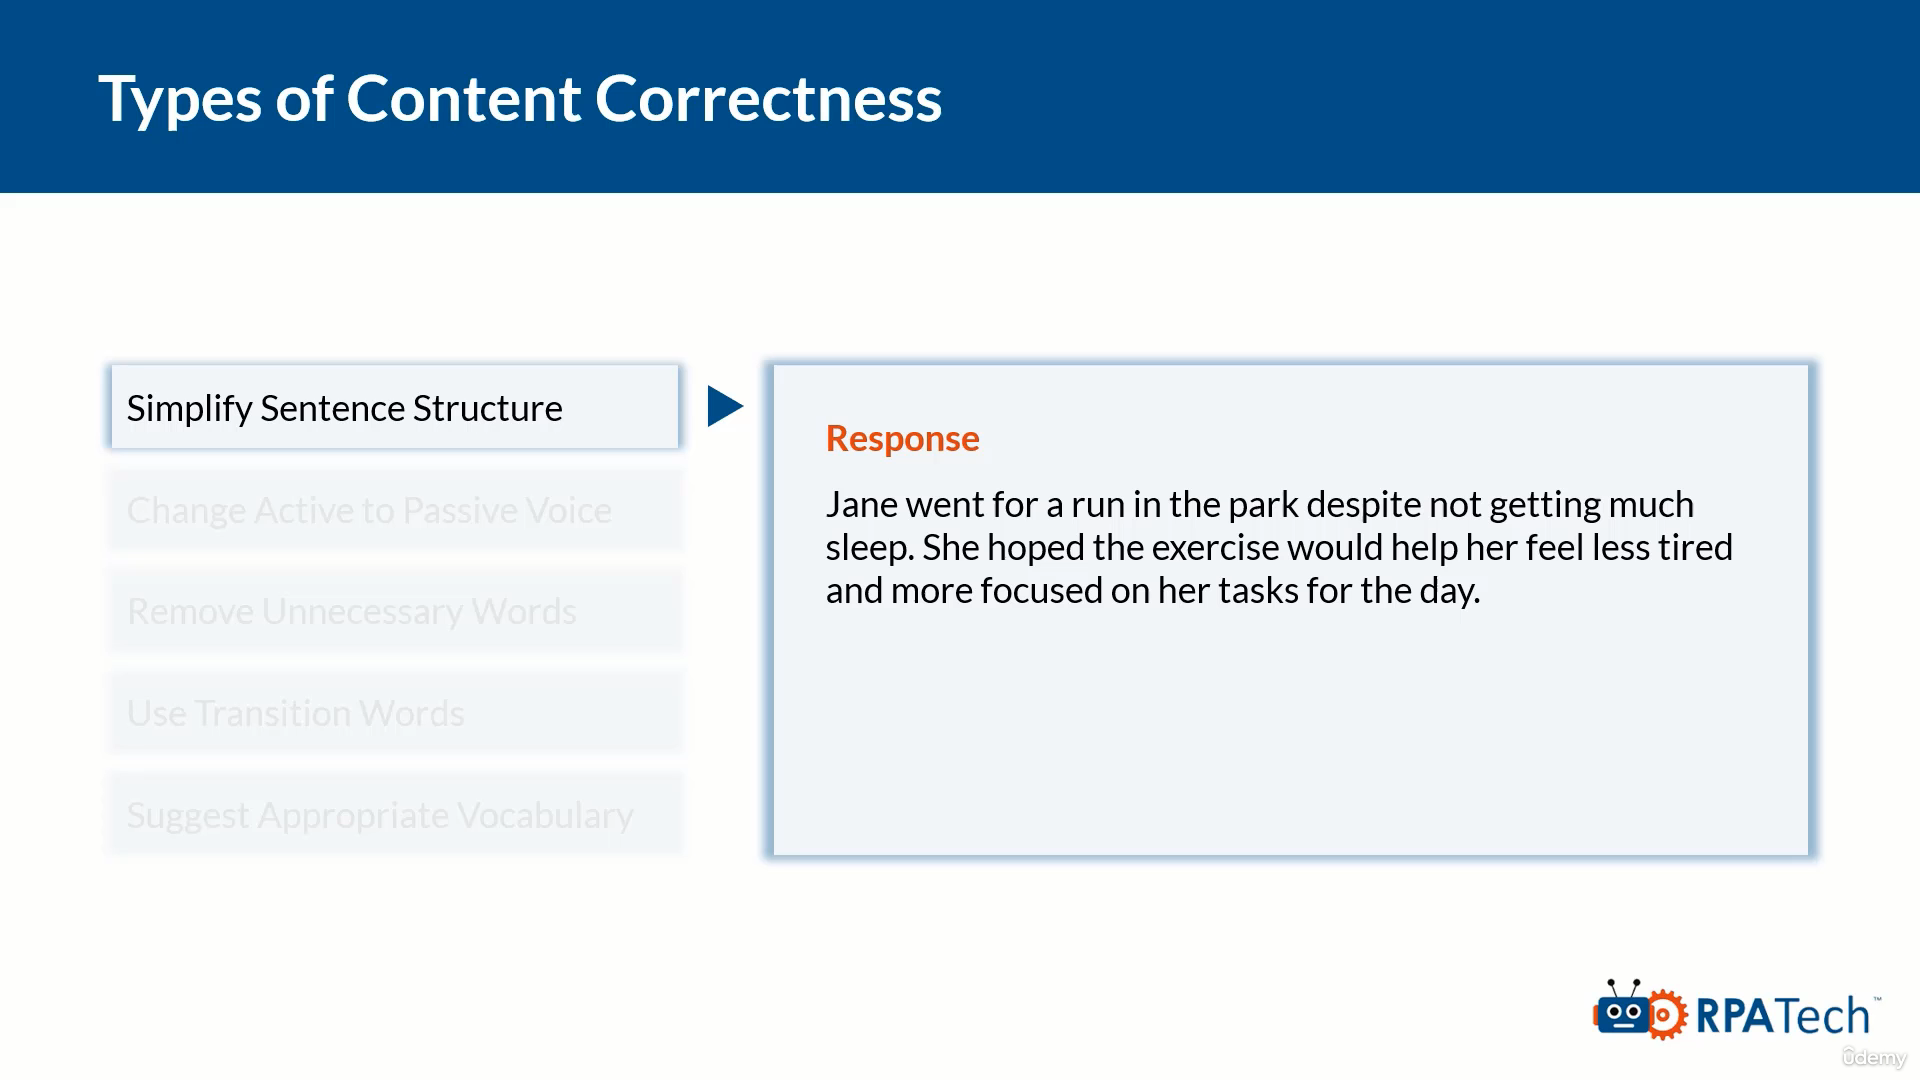 Types of Content Correctness
Simplify Sentence Structure
Change Active to Passive Voice
Remove Unnecessary Words
Use Transition Words
Suggest Appropriate Vocabulary
Response
Jane went for a run in the park despite not getting much
sleep. She hoped the exercise would help her feel less tired
and more focused on her tasks for the day.
RPATech™
ûdemy